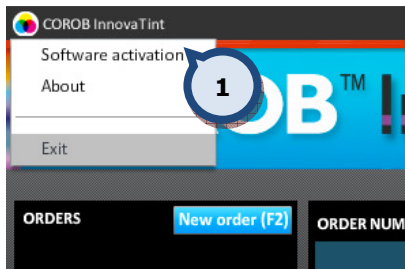 COROB InnovaTint
Software activation
About
1
OB™
Exit
ORDERS
New order (F2)
ORDER NUM